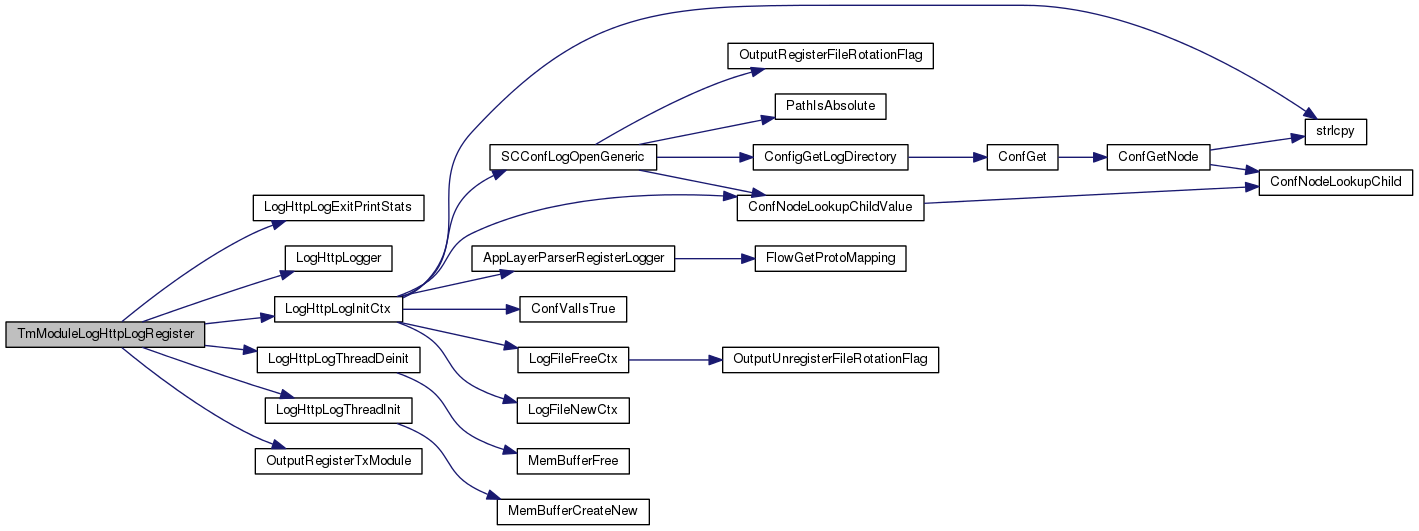 OutputRegisterFileRotationFlag
PathIsAbsolute
strlcpy
SCConfLogOpenGeneric
ConfigGetLogDirectory
ConfGet
ConfGetNode
ConfNodeLookupChild
LogHttpLogExitPrintStats
ConfNodeLookupChildValue
LogHttpLogger
AppLayerParserRegisterLogger
FlowGetProtoMapping
LogHttpLogInitCtx
ConfValIsTrue
TmModuleLogHttpLogRegister
LogHttpLogThreadDeinit
LogFileFreeCtx
OutputUnregisterFileRotationFlag
LogHttpLogThreadInit
LogFileNewCtx
OutputRegisterTxModule
MemBufferFree
MemBufferCreateNew